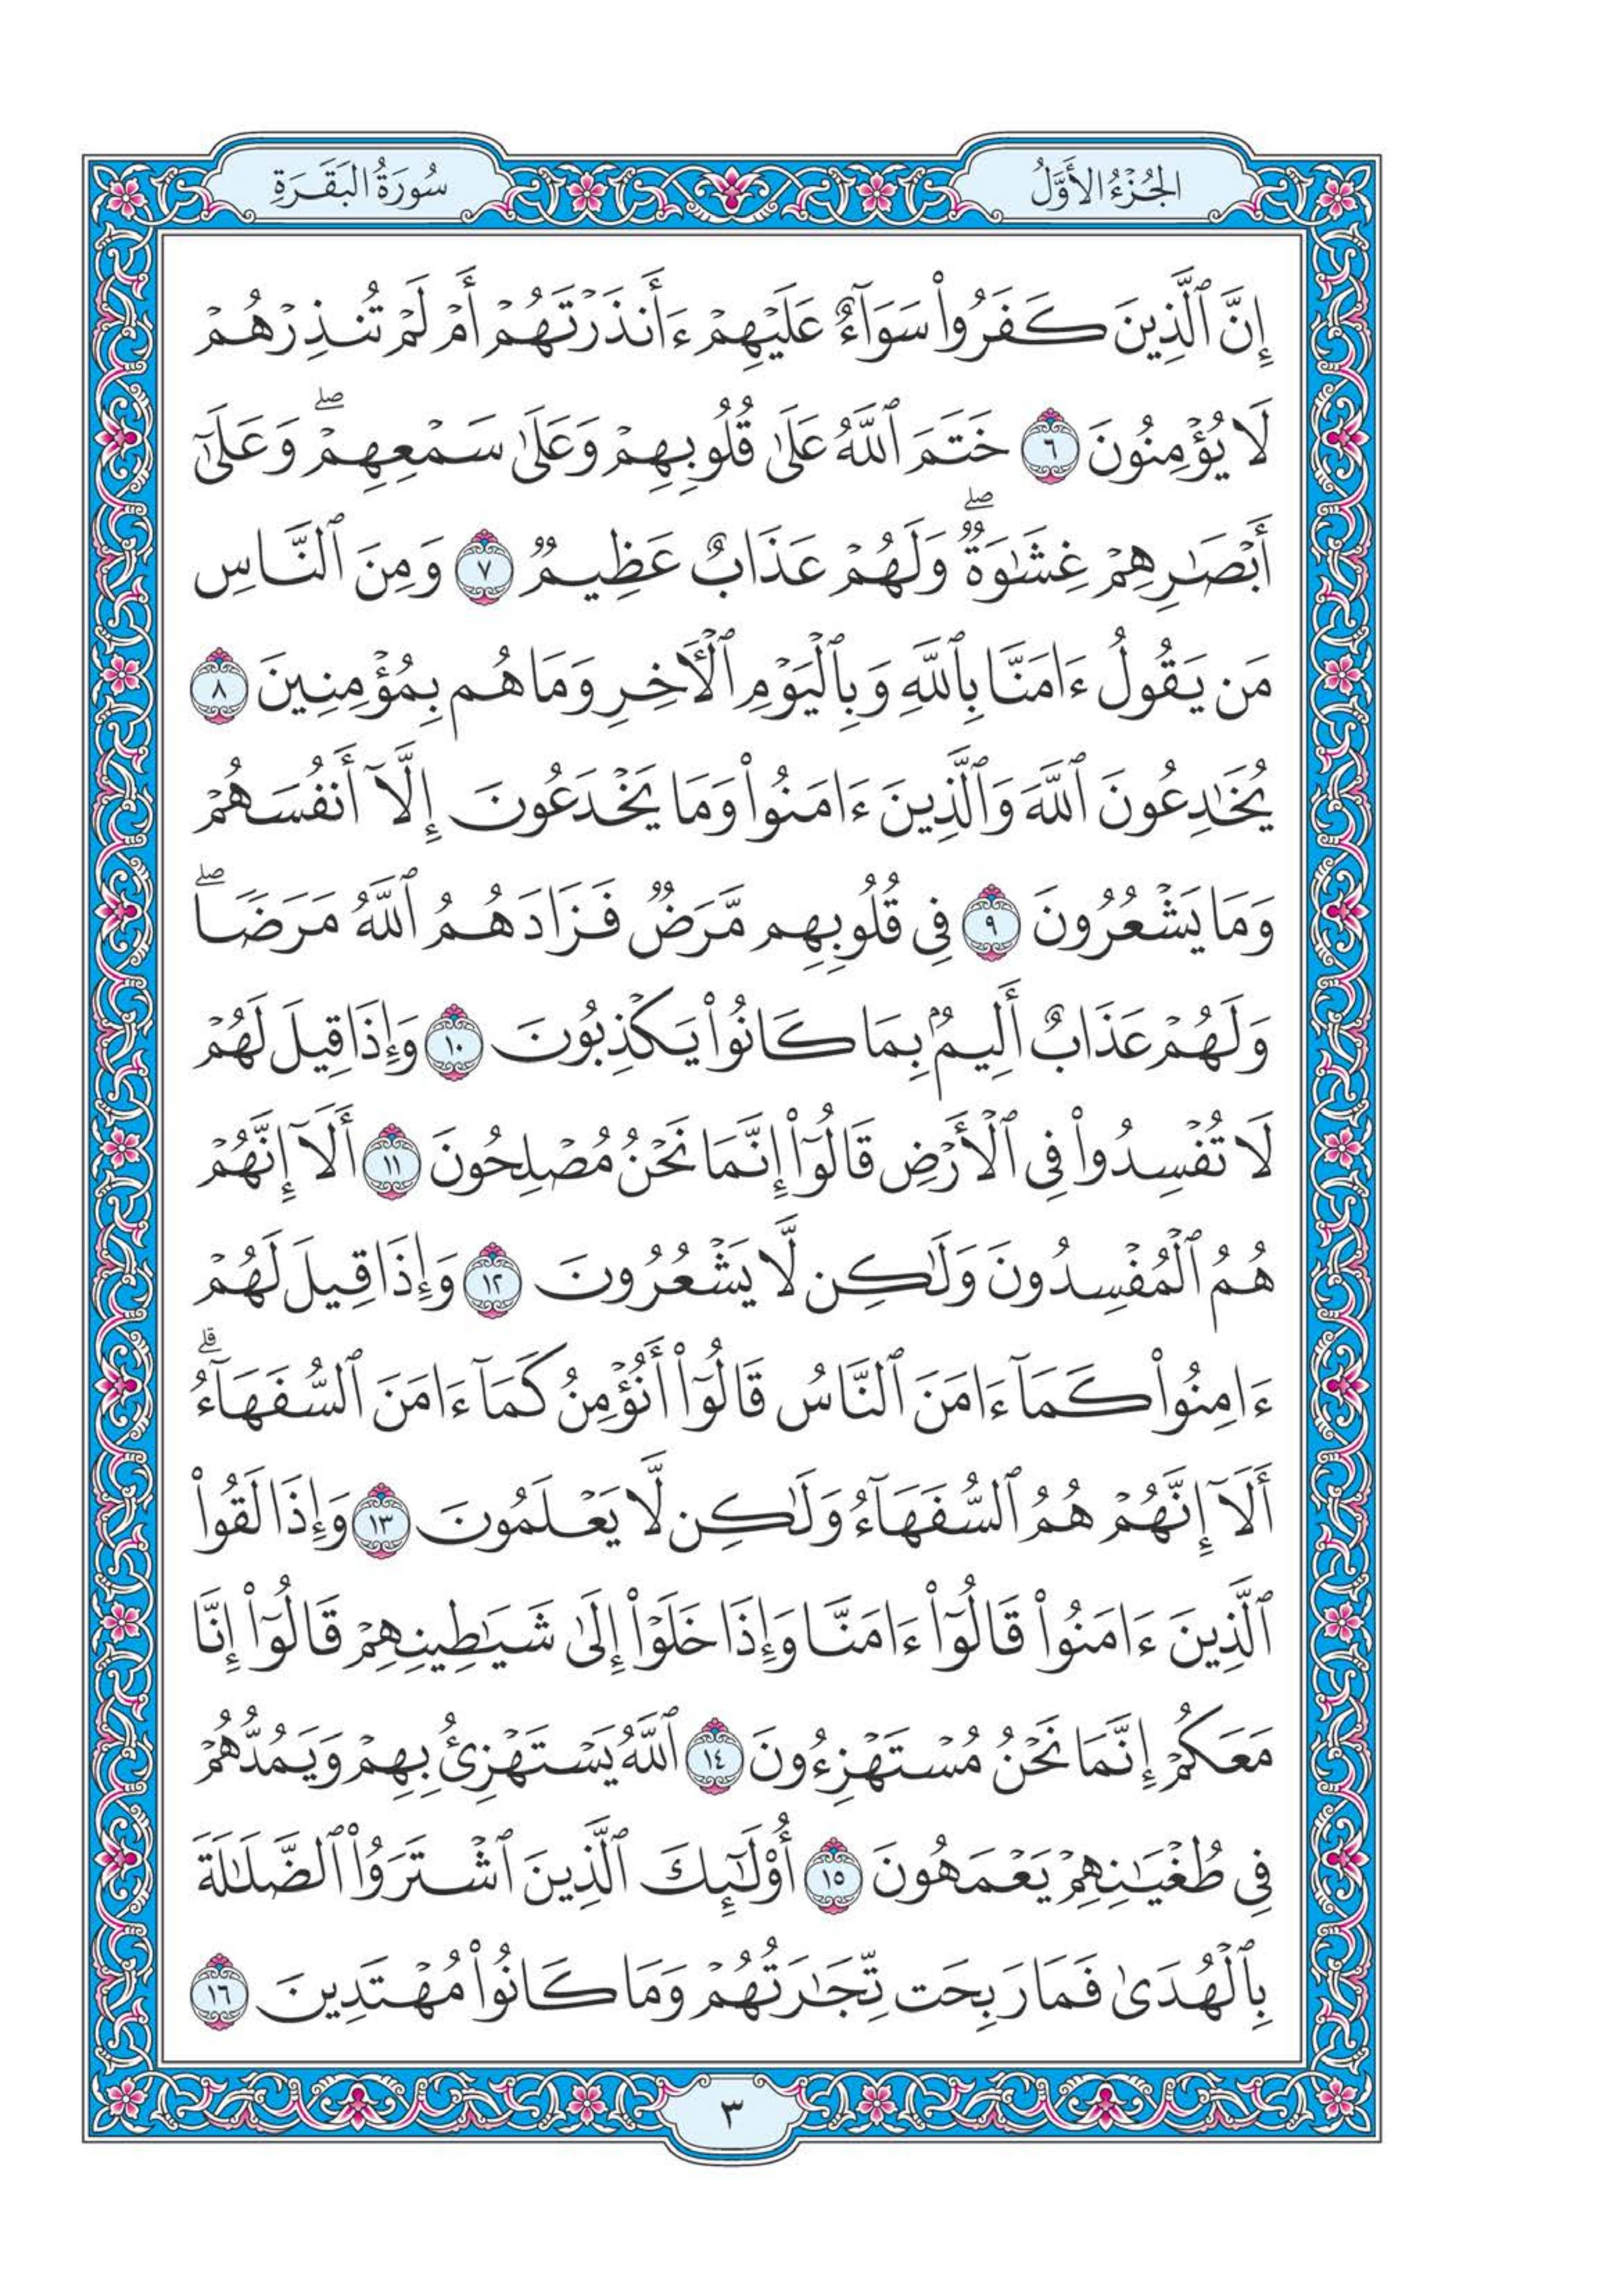 الجُزْءُ الأَوَّلُ
سُورَةُ البَقَرَةِ
إِنَّ ٱلَّذِينَ كَفَرُواْ سَوَآءٌ عَلَيۡهِمۡ ءَأَنذَرۡتَهُمۡ أَمۡ لَمۡ تُنذِرۡهُمۡ
لَا يُؤۡمِنُونَ ٦ خَتَمَ ٱللَّهُ عَلَىٰ قُلُوبِهِمۡ وَعَلَىٰ سَمۡعِهِمۡۖ وَعَلَىٰٓ
أَبۡصَٰرِهِمۡ غِشَٰوَةٞۖ وَلَهُمۡ عَذَابٌ عَظِيمٞ ٧ وَمِنَ ٱلنَّاسِ
مَن يَقُولُ ءَامَنَّا بِٱللَّهِ وَبِٱلۡيَوۡمِ ٱلۡأٓخِرِ وَمَا هُم بِمُؤۡمِنِينَ ٨
يُخَٰدِعُونَ ٱللَّهَ وَٱلَّذِينَ ءَامَنُواْ وَمَا يَخۡدَعُونَ إِلَّآ أَنفُسَهُمۡ
وَمَا يَشۡعُرُونَ ٩ فِي قُلُوبِهِم مَّرَضٞ فَزَادَهُمُ ٱللَّهُ مَرَضٗاۖ
وَلَهُمۡ عَذَابٌ أَلِيمُۢ بِمَا كَانُواْ يَكۡذِبُونَ ١٠ وَإِذَا قِيلَ لَهُمۡ
لَا تُفۡسِدُواْ فِي ٱلۡأَرۡضِ قَالُوٓاْ إِنَّمَا نَحۡنُ مُصۡلِحُونَ ١١ أَلَآ إِنَّهُمۡ
هُمُ ٱلۡمُفۡسِدُونَ وَلَٰكِن لَّا يَشۡعُرُونَ ١٢ وَإِذَا قِيلَ لَهُمۡ
ءَامِنُواْ كَمَآ ءَامَنَ ٱلنَّاسُ قَالُوٓاْ أَنُؤۡمِنُ كَمَآ ءَامَنَ ٱلسُّفَهَآءُۗ
أَلَآ إِنَّهُمۡ هُمُ ٱلسُّفَهَآءُ وَلَٰكِن لَّا يَعۡلَمُونَ ١٣ وَإِذَا لَقُواْ
ٱلَّذِينَ ءَامَنُواْ قَالُوٓاْ ءَامَنَّا وَإِذَا خَلَوۡاْ إِلَىٰ شَيَٰطِينِهِمۡ قَالُوٓاْ إِنَّا
مَعَكُمۡ إِنَّمَا نَحۡنُ مُسۡتَهۡزِءُونَ ١٤ ٱللَّهُ يَسۡتَهۡزِئُ بِهِمۡ وَيَمُدُّهُمۡ
فِي طُغۡيَٰنِهِمۡ يَعۡمَهُونَ ١٥ أُوْلَٰٓئِكَ ٱلَّذِينَ ٱشۡتَرَوُاْ ٱلضَّلَٰلَةَ
بِٱلۡهُدَىٰ فَمَا رَبِحَت تِّجَٰرَتُهُمۡ وَمَا كَانُواْ مُهۡتَدِينَ ١٦
٣